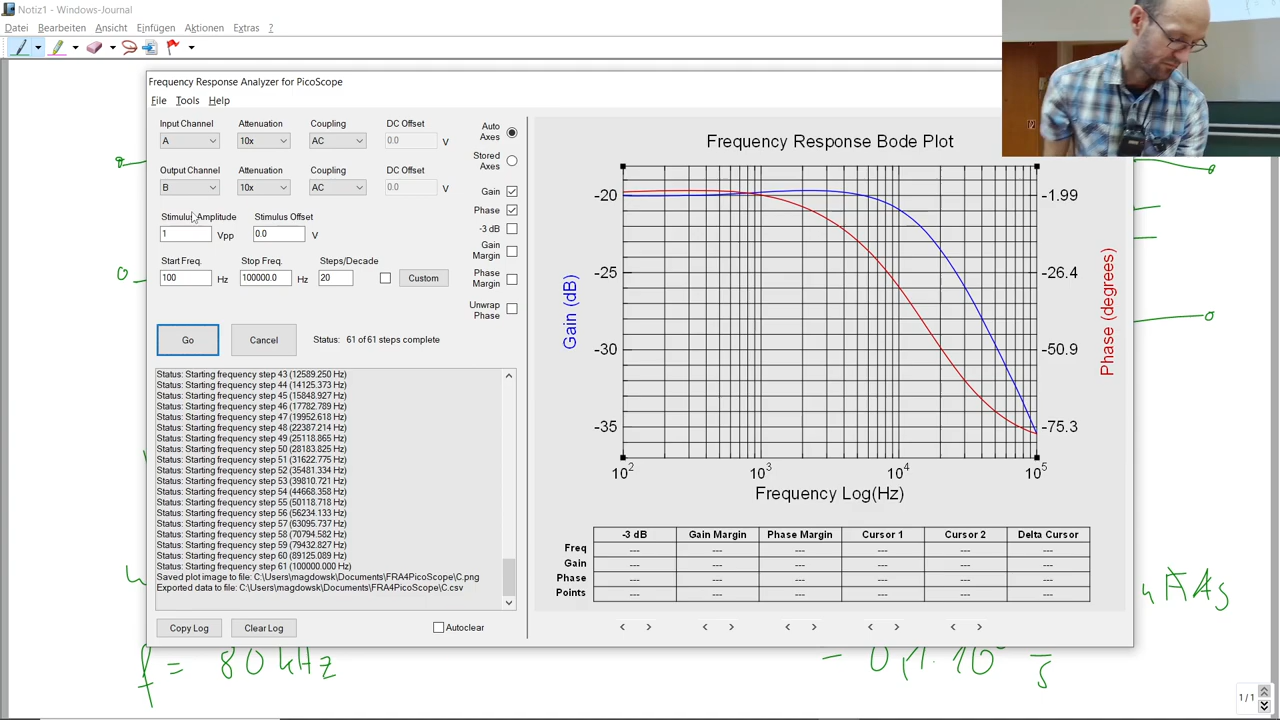 Notiz1 - Windows-Journal
Datei Bearbeiten Ansicht Einfügen Aktionen Extras ?
Frequency Response Analyzer for PicoScope
File Tools Help
Input Channel Attenuation Coupling DC Offset
A 10x AC 0.0 V
Output Channel Attenuation Coupling DC Offset
B 10x AC 0.0 V
Stimulus Amplitude Stimulus Offset
1 Vpp 0.0 V
Start Freq. Stop Freq. Steps/Decade
100 Hz 100000.0 Hz 20 Custom
Go Cancel Status: 61 of 61 steps complete
Auto
Axes
Stored
Axes
Gain
Phase
-3 dB
Gain
Margin
Phase
Margin
Unwrap
Phase
Status: Starting frequency step 43 (12589.250 Hz)
Status: Starting frequency step 44 (14125.373 Hz)
Status: Starting frequency step 45 (15848.927 Hz)
Status: Starting frequency step 46 (17782.789 Hz)
Status: Starting frequency step 47 (19952.618 Hz)
Status: Starting frequency step 48 (22387.214 Hz)
Status: Starting frequency step 49 (25118.865 Hz)
Status: Starting frequency step 50 (28183.825 Hz)
Status: Starting frequency step 51 (31622.775 Hz)
Status: Starting frequency step 52 (35481.334 Hz)
Status: Starting frequency step 53 (39810.721 Hz)
Status: Starting frequency step 54 (44668.358 Hz)
Status: Starting frequency step 55 (50118.718 Hz)
Status: Starting frequency step 56 (56234.133 Hz)
Status: Starting frequency step 57 (63095.737 Hz)
Status: Starting frequency step 58 (70794.582 Hz)
Status: Starting frequency step 59 (79432.827 Hz)
Status: Starting frequency step 60 (89125.089 Hz)
Status: Starting frequency step 61 (100000.000 Hz)
Saved plot image to file: C:\Users\magdowsk\Documents\FRA4PicoScope\C.png
Exported data to file: C:\Users\magdowsk\Documents\FRA4PicoScope\C.csv
Copy Log Clear Log Autoclear
Frequency Response Bode Plot
-20 -1.99
-25 -26.4
-30 -50.9
-35 -75.3
Gain (dB)
Phase (degrees)
10² 10³ 10⁴ 10⁵
Frequency Log(Hz)
-3 dB Gain Margin Phase Margin Cursor 1 Cursor 2 Delta Cursor
Freq --- --- --- --- --- ---
Gain --- --- --- --- --- ---
Phase --- --- --- --- --- ---
Points --- --- --- --- --- ---
f = 80 kHz
1/1